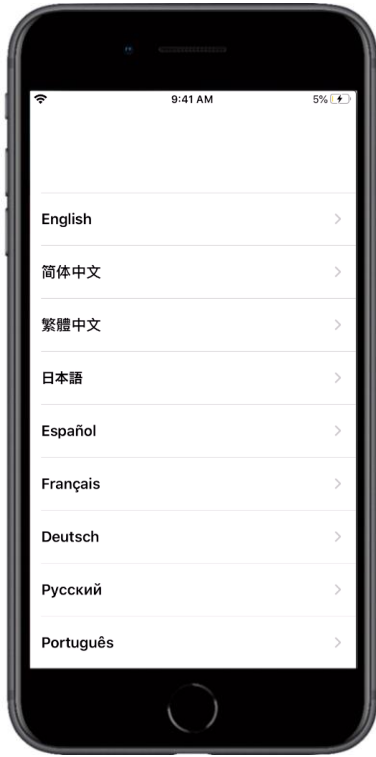 9:41 AM
5%
English
简体中文
繁體中文
日本語
Español
Français
Deutsch
Русский
Português